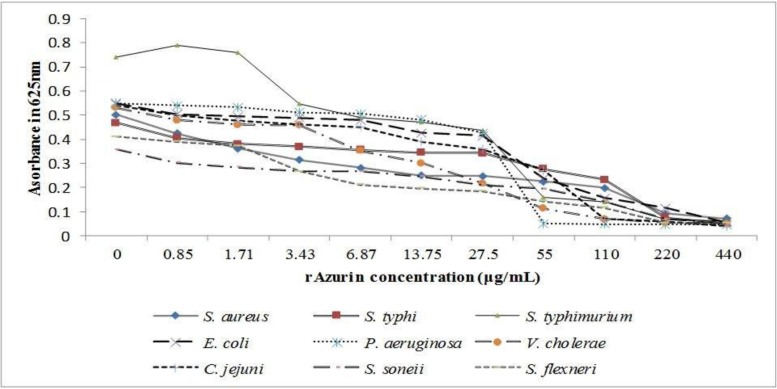 0.9
0.8
0.7
0.6
0.5
0.4
0.3
0.2
0.1
0
Asorbance in 625nm
0 0.85 1.71 3.43 6.87 13.75 27.5 55 110 220 440
rAzurin concentration (µg/mL)
S. aureus S. typhi S. typhimurium
E. coli P. aeruginosa V. cholerae
C. jejuni S. soneii S. flexneri